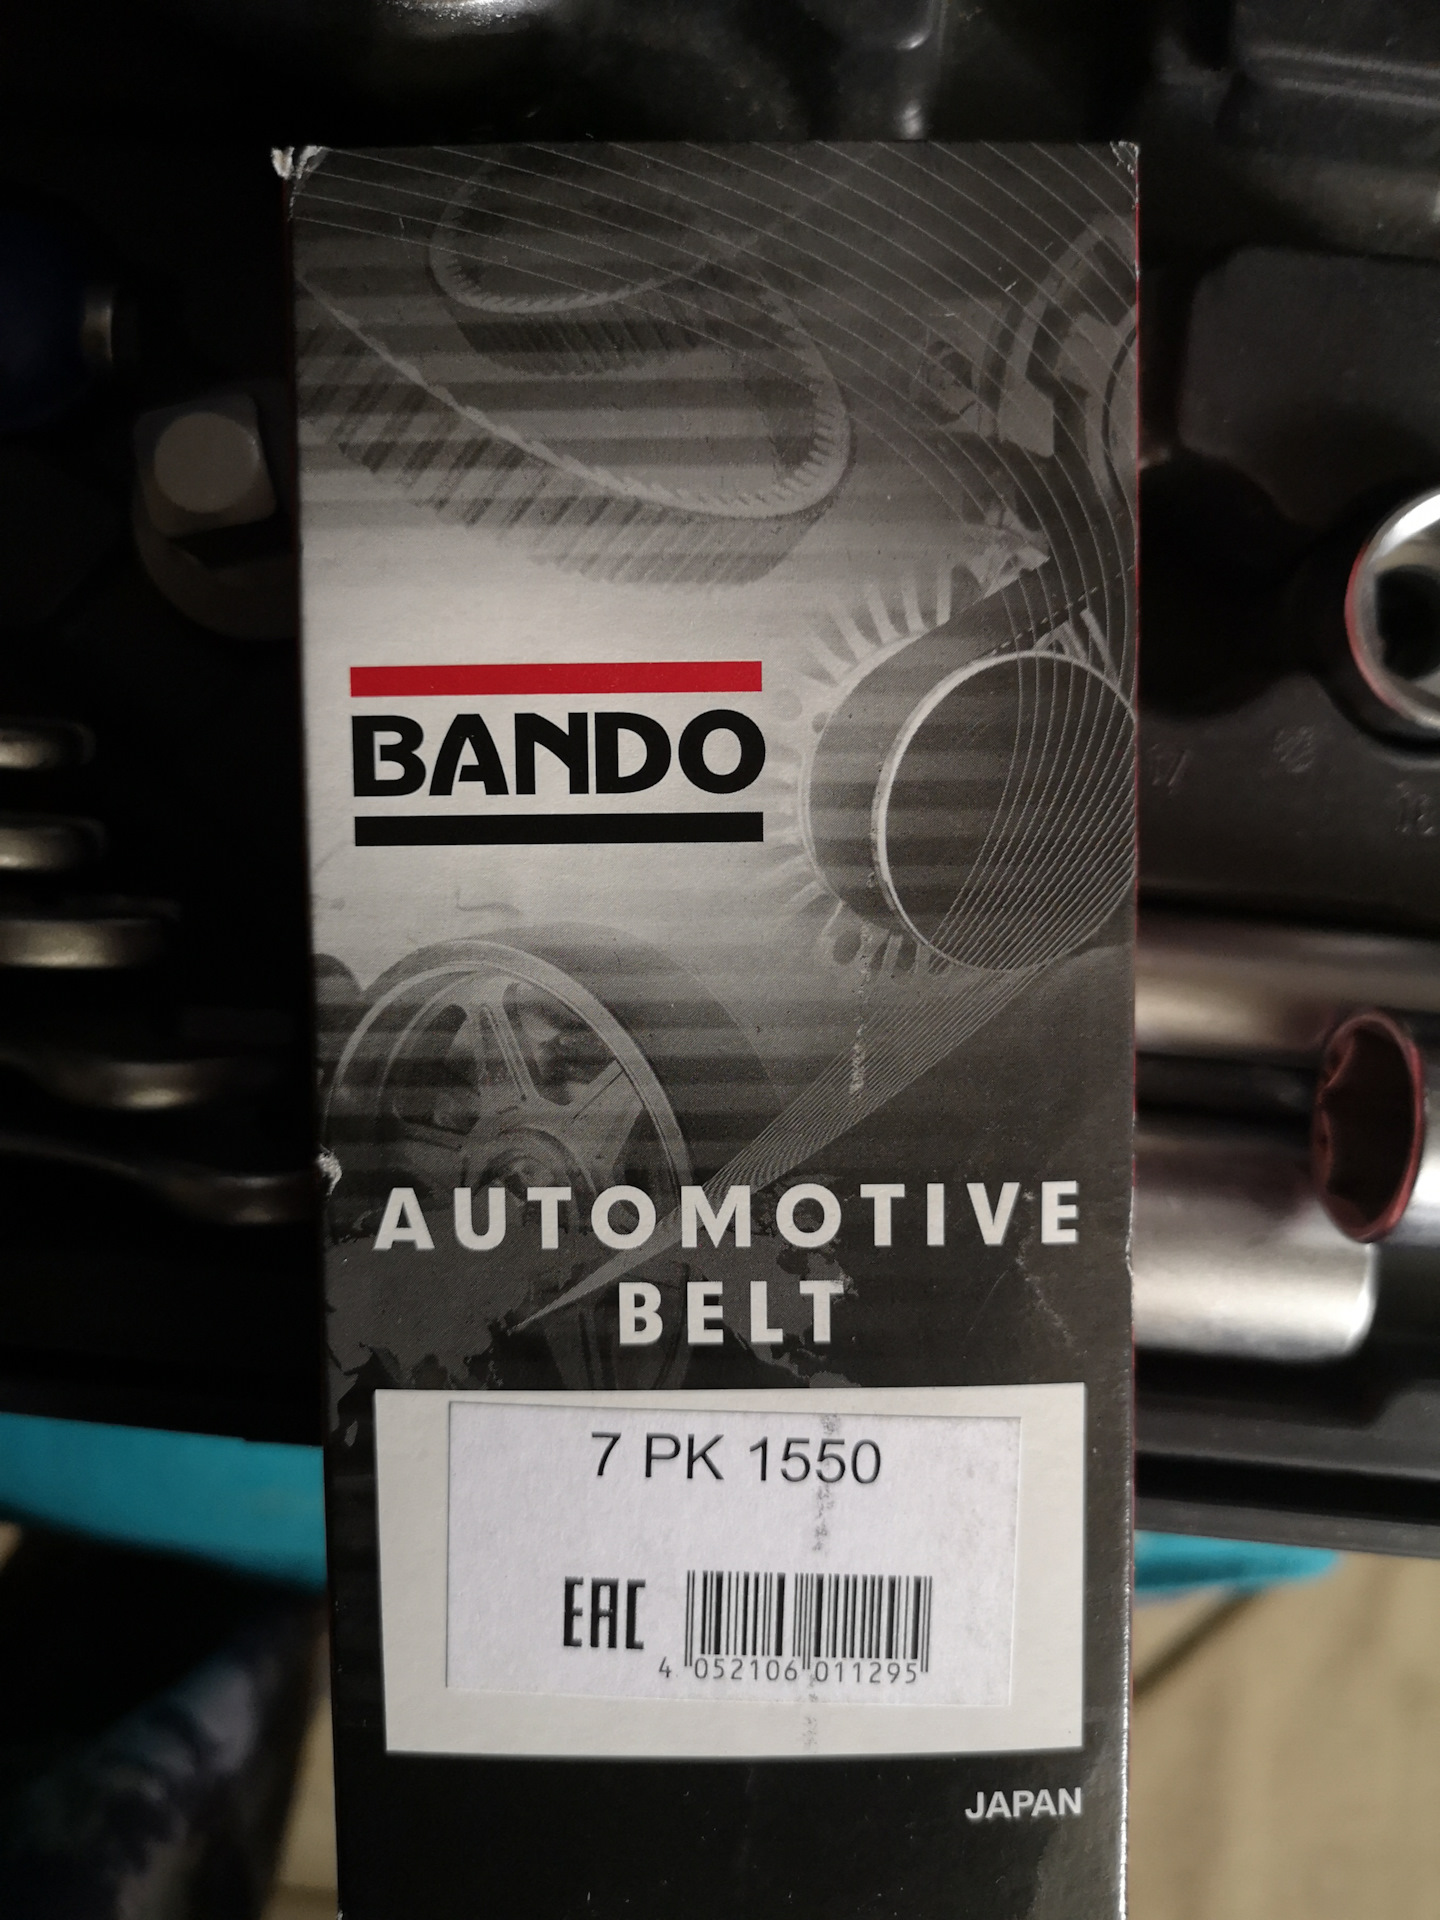 BANDO
AUTOMOTIVE
BELT
7 PK 1550
EAC
4 052106 011295
JAPAN